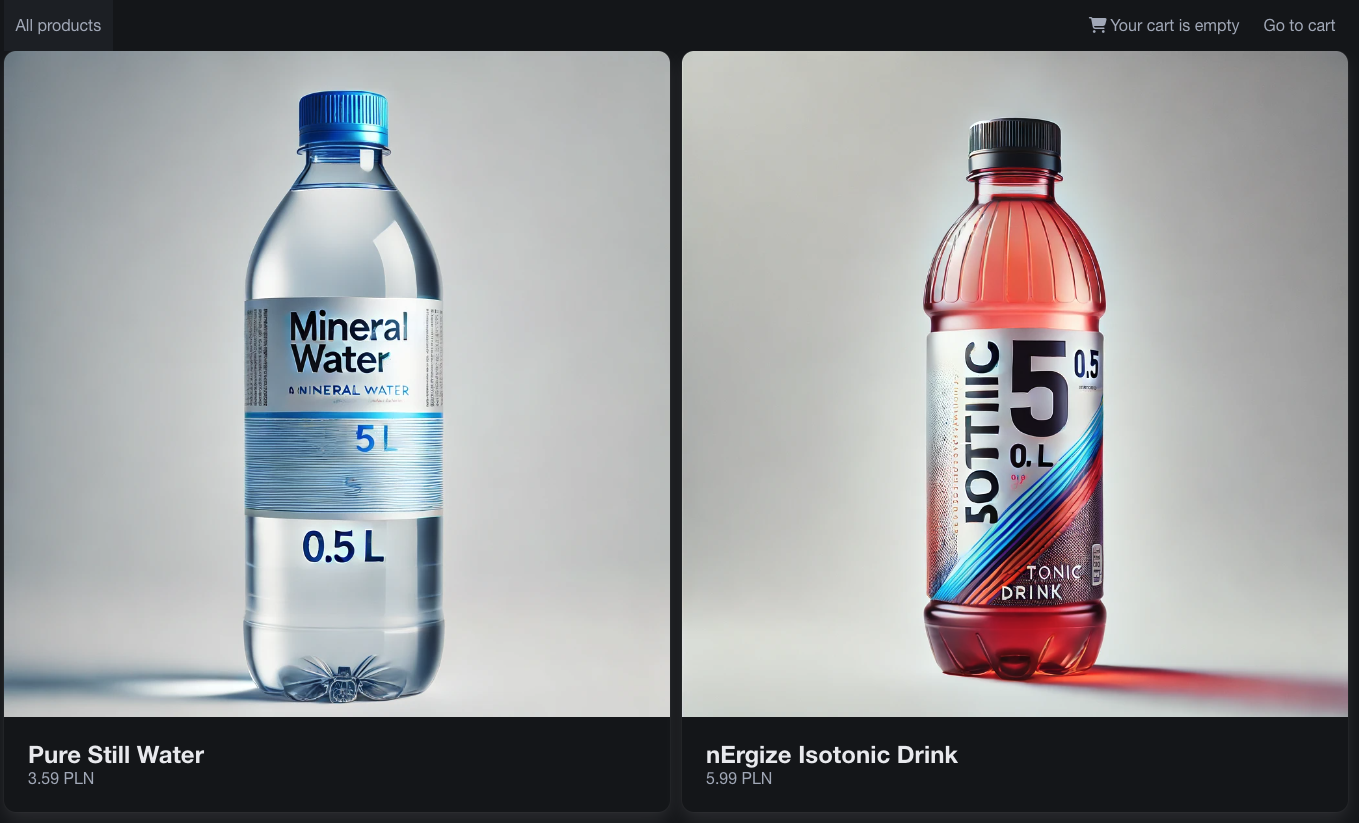 All products
Your cart is empty
Go to cart
Mineral
Water
MINERAL WATER
5 L
0.5 L
5OTTIIIC
5
0.5
0. L
TONIC
DRINK
Pure Still Water
3.59 PLN
nErgize Isotonic Drink
5.99 PLN